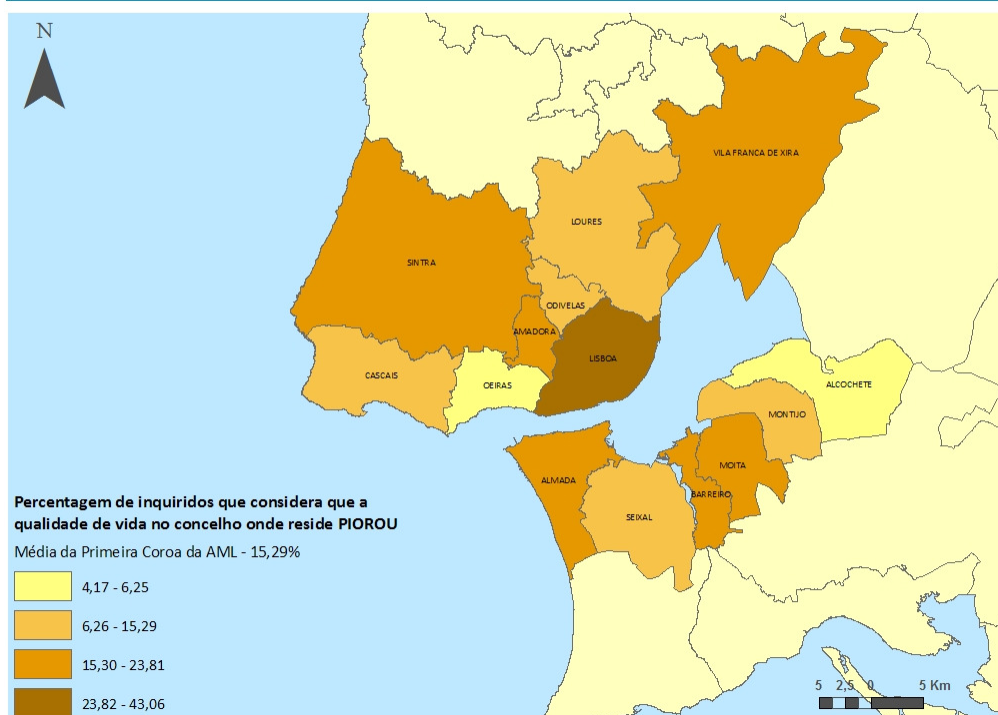 N
VILA FRANCA DE XIRA
LOURES
SINTRA
ODIVELAS
AMADORA
LISBOA
CASCAIS
OEIRAS
ALCOCHETE
MONTIJO
MOITA
ALMADA
BARREIRO
SEIXAL
Percentagem de inquiridos que considera que a
qualidade de vida no concelho onde reside PIOROU
Média da Primeira Coroa da AML - 15,29%
4,17 - 6,25
6,26 - 15,29
15,30 - 23,81
23,82 - 43,06
5 2,5 0 5 Km